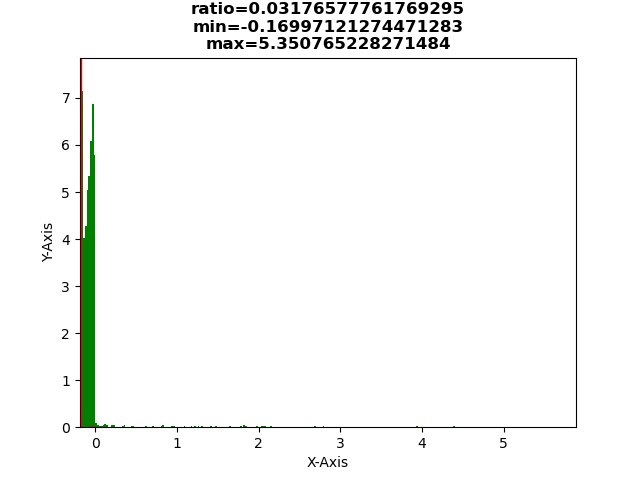 ratio=0.03176577761769295
min=-0.16997121274471283
max=5.350765228271484
7
6
5
4
3
2
1
0
Y-Axis
0 1 2 3 4 5
X-Axis